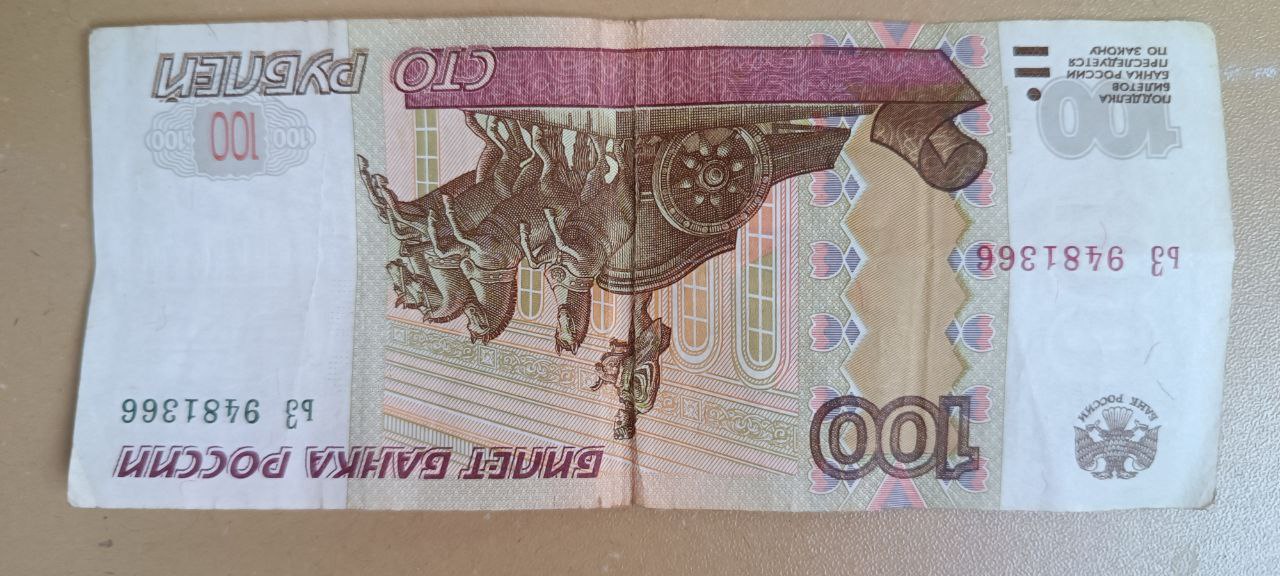 100
БИЛЕТ БАНКА РОССИИ
БАНК РОССИИ
ьЗ 9481366
ьЗ 9481366
100
ПОДДЕЛКА
БИЛЕТОВ
БАНКА РОССИИ
ПРЕСЛЕДУЕТСЯ
ПО ЗАКОНУ
100 100 100
СТО РУБЛЕЙ